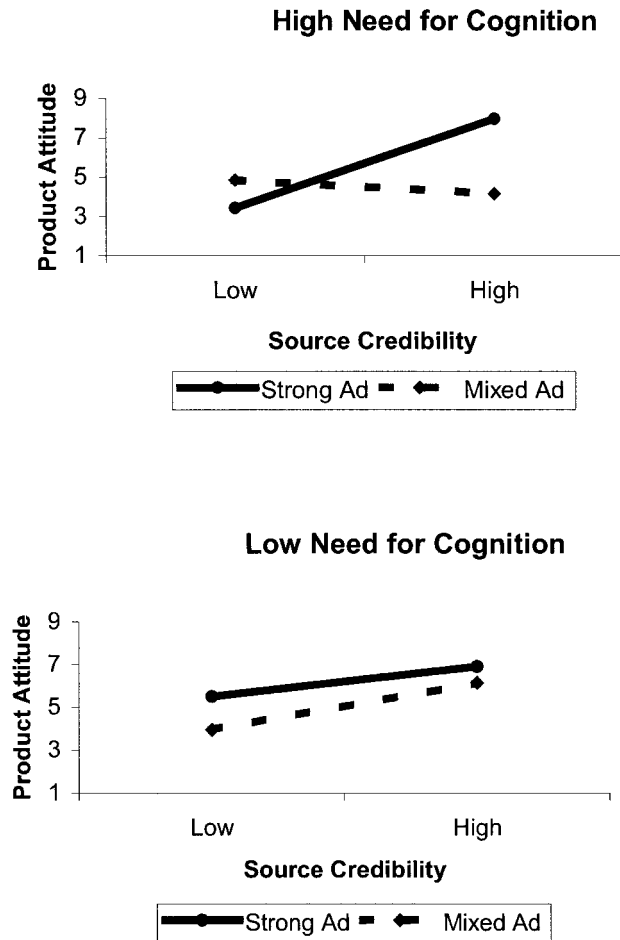 High Need for Cognition
Product Attitude
9
7
5
3
1
Low High
Source Credibility
Strong Ad Mixed Ad
Low Need for Cognition
Product Attitude
9
7
5
3
1
Low High
Source Credibility
Strong Ad Mixed Ad